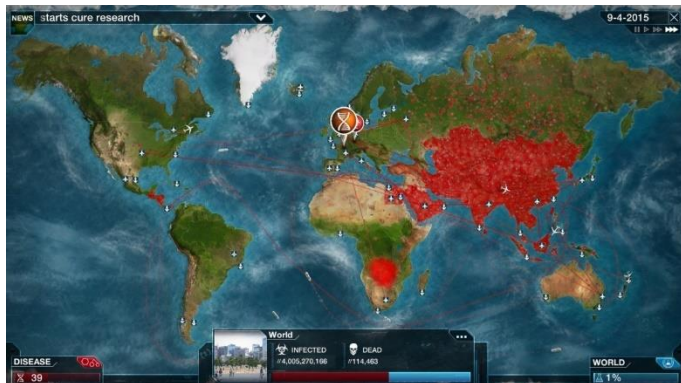 NEWS starts cure research
9-4-2015
World
INFECTED DEAD
4,005,270,166 114,463
DISEASE
39
WORLD
1%